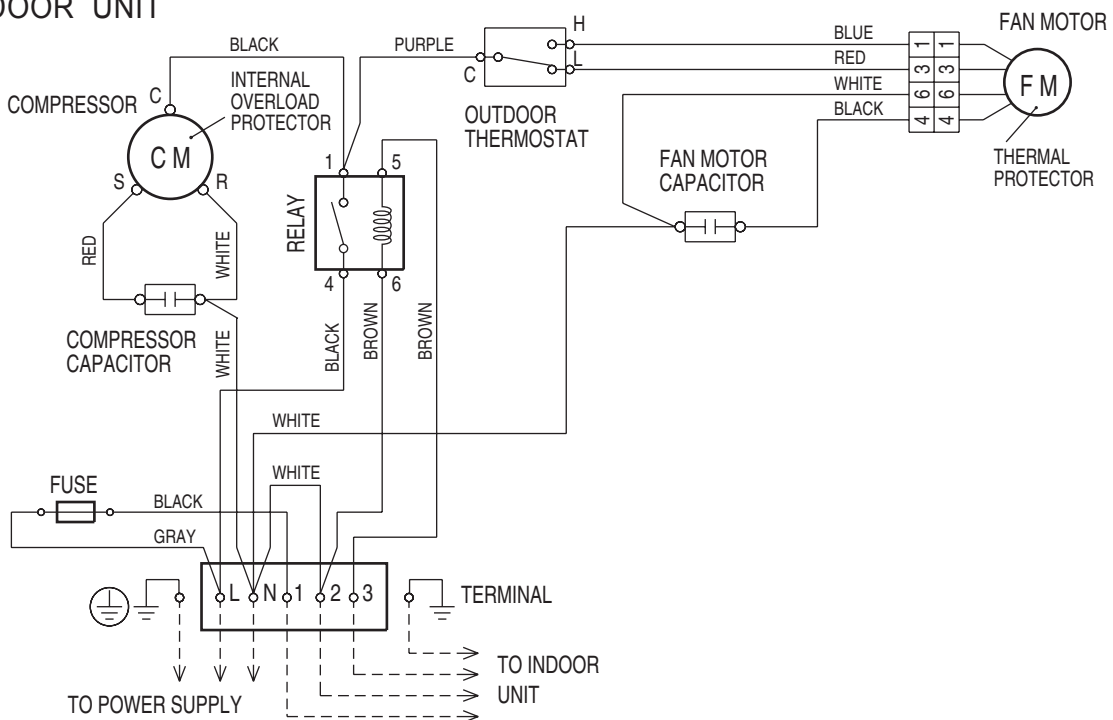 DOOR UNIT
BLACK
PURPLE
H
C
L
BLUE
RED
WHITE
BLACK
FAN MOTOR
1 1
3 3
6 6
4 4
F M
THERMAL
PROTECTOR
COMPRESSOR
C
C M
S
R
INTERNAL
OVERLOAD
PROTECTOR
OUTDOOR
THERMOSTAT
FAN MOTOR
CAPACITOR
1
5
RELAY
4
6
RED
WHITE
COMPRESSOR
CAPACITOR
WHITE
BLACK
BROWN
BROWN
WHITE
WHITE
FUSE
BLACK
GRAY
L N 1 2 3
TERMINAL
TO POWER SUPPLY
TO INDOOR
UNIT